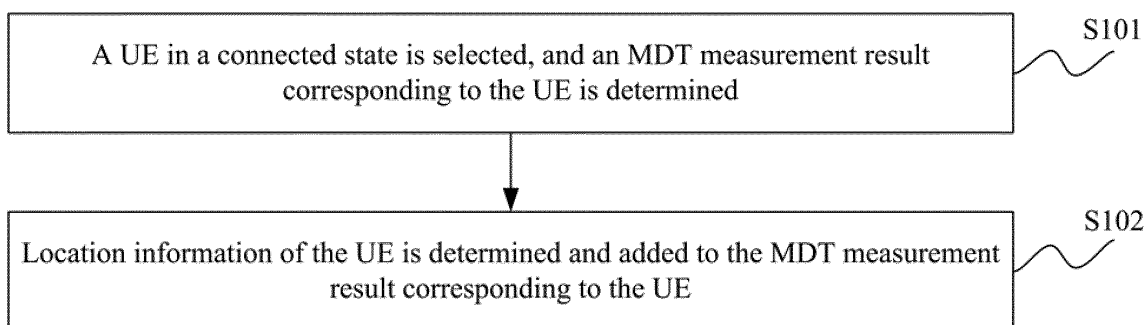 S101
A UE in a connected state is selected, and an MDT measurement result
corresponding to the UE is determined
S102
Location information of the UE is determined and added to the MDT measurement
result corresponding to the UE